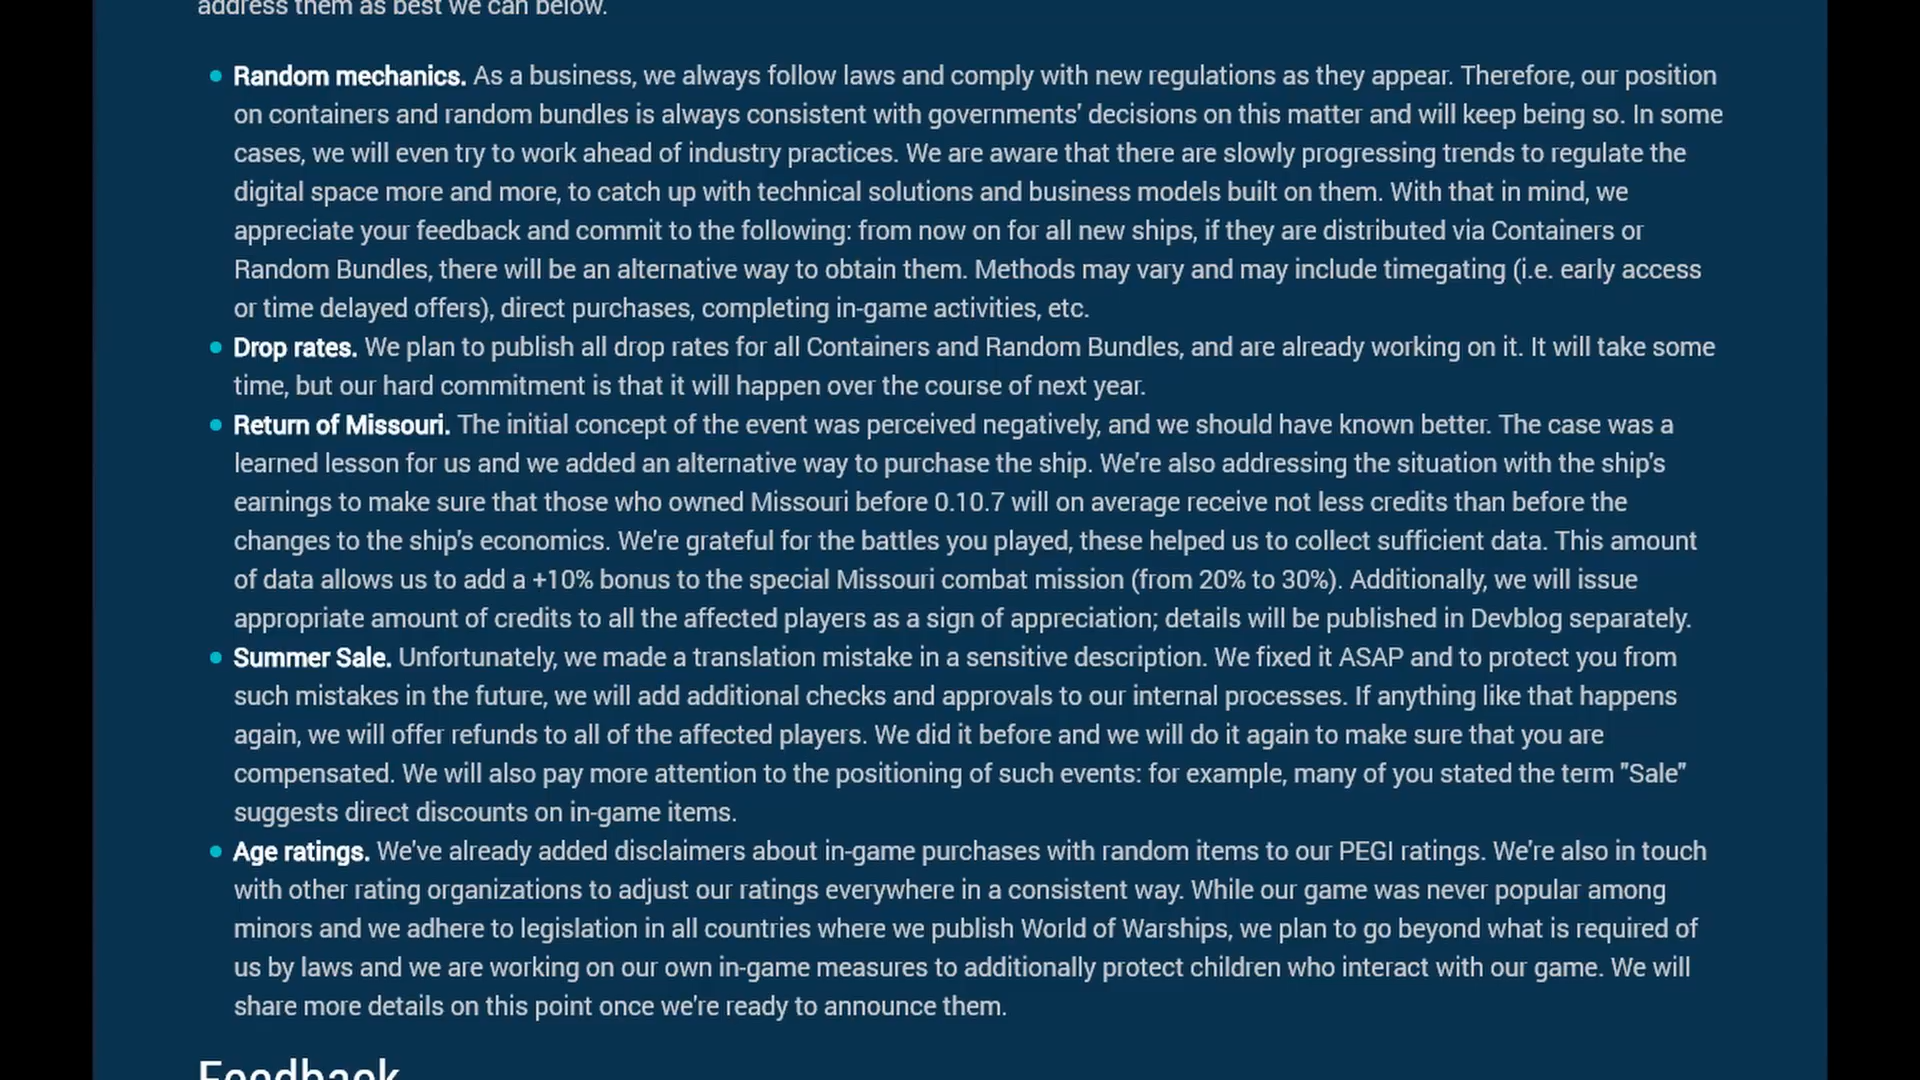 address them as best we can below.
Random mechanics. As a business, we always follow laws and comply with new regulations as they appear. Therefore, our position
on containers and random bundles is always consistent with governments' decisions on this matter and will keep being so. In some
cases, we will even try to work ahead of industry practices. We are aware that there are slowly progressing trends to regulate the
digital space more and more, to catch up with technical solutions and business models built on them. With that in mind, we
appreciate your feedback and commit to the following: from now on for all new ships, if they are distributed via Containers or
Random Bundles, there will be an alternative way to obtain them. Methods may vary and may include timegating (i.e. early access
or time delayed offers), direct purchases, completing in-game activities, etc.
Drop rates. We plan to publish all drop rates for all Containers and Random Bundles, and are already working on it. It will take some
time, but our hard commitment is that it will happen over the course of next year.
Return of Missouri. The initial concept of the event was perceived negatively, and we should have known better. The case was a
learned lesson for us and we added an alternative way to purchase the ship. We're also addressing the situation with the ship's
earnings to make sure that those who owned Missouri before 0.10.7 will on average receive not less credits than before the
changes to the ship's economics. We're grateful for the battles you played, these helped us to collect sufficient data. This amount
of data allows us to add a +10% bonus to the special Missouri combat mission (from 20% to 30%). Additionally, we will issue
appropriate amount of credits to all the affected players as a sign of appreciation; details will be published in Devblog separately.
Summer Sale. Unfortunately, we made a translation mistake in a sensitive description. We fixed it ASAP and to protect you from
such mistakes in the future, we will add additional checks and approvals to our internal processes. If anything like that happens
again, we will offer refunds to all of the affected players. We did it before and we will do it again to make sure that you are
compensated. We will also pay more attention to the positioning of such events: for example, many of you stated the term "Sale"
suggests direct discounts on in-game items.
Age ratings. We've already added disclaimers about in-game purchases with random items to our PEGI ratings. We're also in touch
with other rating organizations to adjust our ratings everywhere in a consistent way. While our game was never popular among
minors and we adhere to legislation in all countries where we publish World of Warships, we plan to go beyond what is required of
us by laws and we are working on our own in-game measures to additionally protect children who interact with our game. We will
share more details on this point once we're ready to announce them.
Feedback